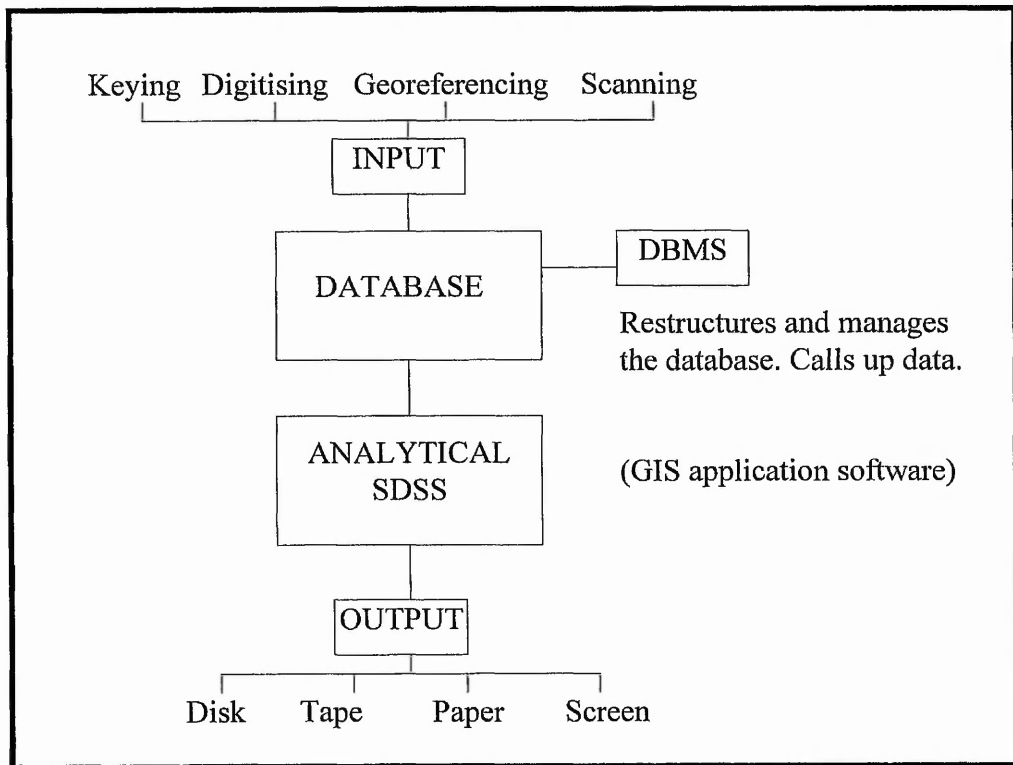 Keying Digitising Georeferencing Scanning
INPUT
DATABASE
DBMS
Restructures and manages
the database. Calls up data.
ANALYTICAL
SDSS
(GIS application software)
OUTPUT
Disk Tape Paper Screen